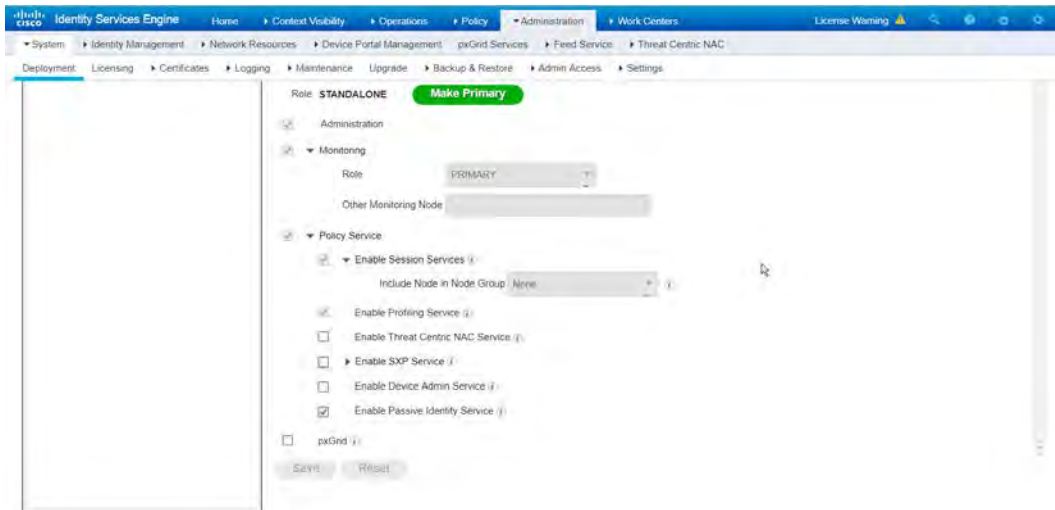 CISCO Identity Services Engine Home Context Visibility Operations Policy Administration Work Centers License Warning
System Identity Management Network Resources Device Portal Management pxGrid Services Feed Service Threat Centric NAC
Deployment Licensing Certificates Logging Maintenance Upgrade Backup & Restore Admin Access Settings
Role STANDALONE Make Primary
Administration
Monitoring
Role PRIMARY
Other Monitoring Node
Policy Service
Enable Session Services
Include Node in Node Group None
Enable Profiling Service
Enable Threat Centric NAC Service
Enable SXP Service
Enable Device Admin Service
Enable Passive Identity Service
pxGrid
Save Reset